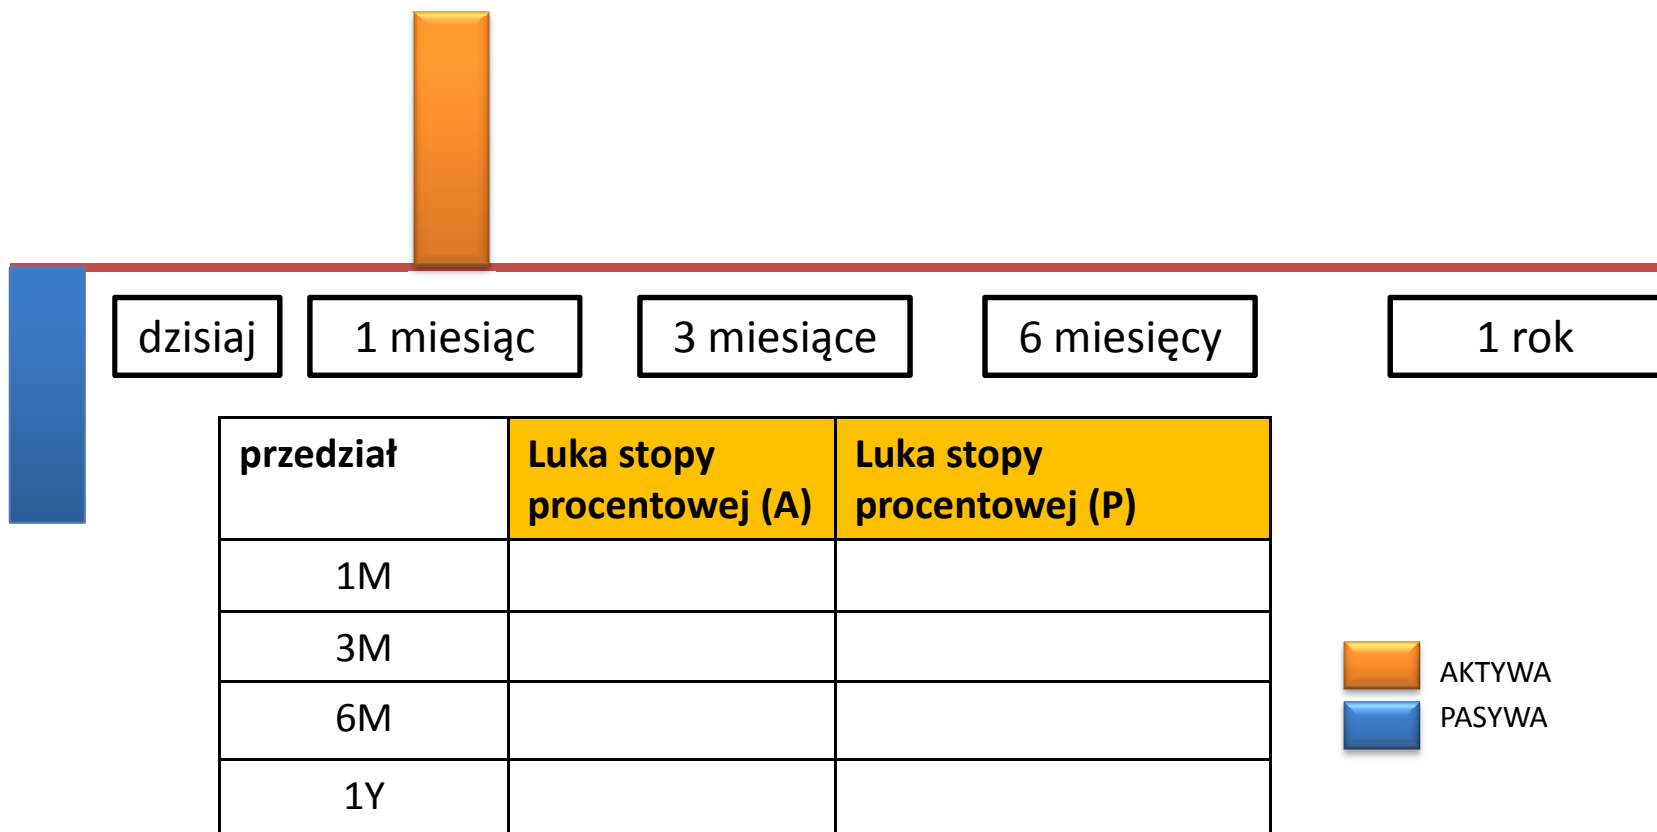 dzisiaj
1 miesiąc
3 miesiące
6 miesięcy
1 rok
przedział
Luka stopy
procentowej (A)
Luka stopy
procentowej (P)
1M
3M
6M
1Y
AKTYWA
PASYWA